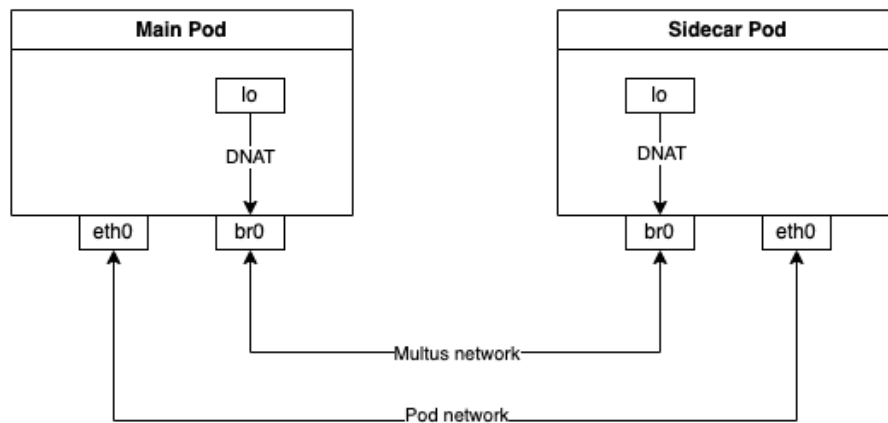 Main Pod
Sidecar Pod
lo
lo
DNAT
DNAT
eth0
br0
br0
eth0
Multus network
Pod network